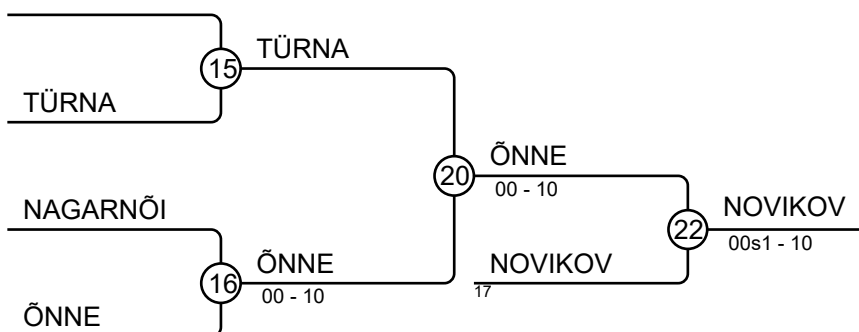 15
TÜRNA
TÜRNA
20
ÕNNE
00 - 10
22
NOVIKOV
00s1 - 10
NAGARNÕI
16
ÕNNE
00 - 10
NOVIKOV
17
ÕNNE